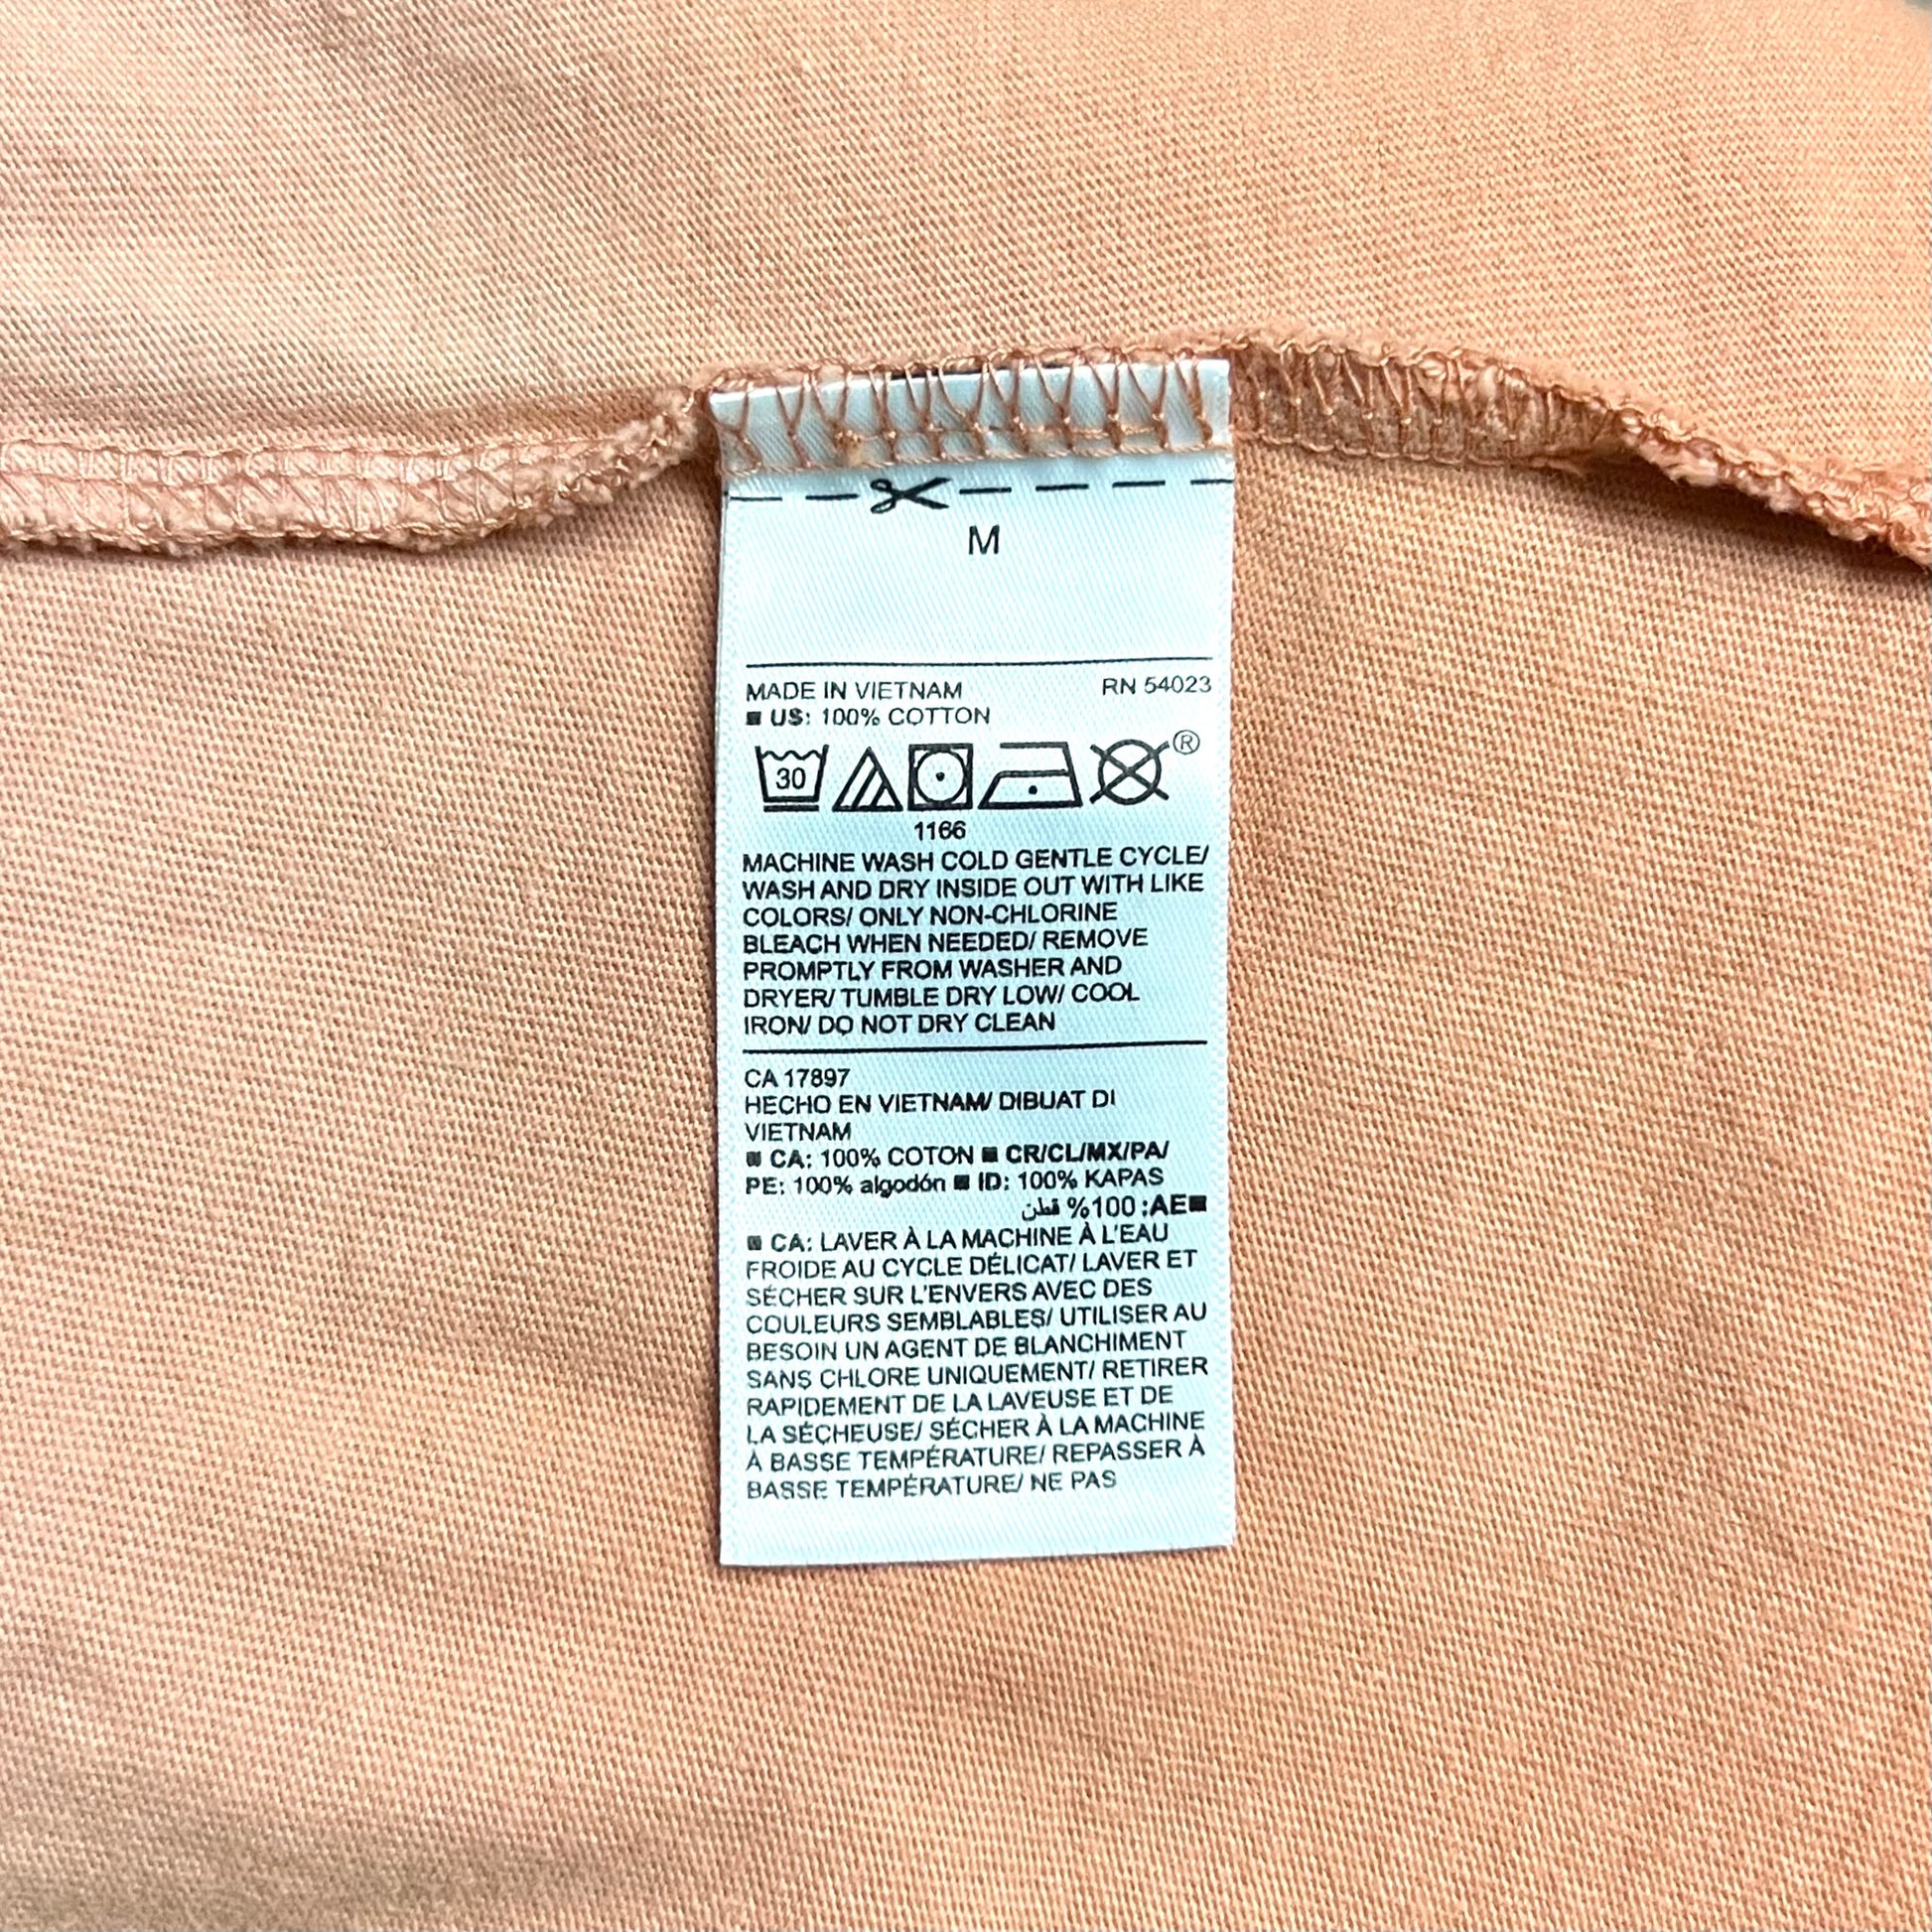 M
MADE IN VIETNAM RN 54023
■ US: 100% COTTON
30 ®
1166
MACHINE WASH COLD GENTLE CYCLE/
WASH AND DRY INSIDE OUT WITH LIKE
COLORS/ ONLY NON-CHLORINE
BLEACH WHEN NEEDED/ REMOVE
PROMPTLY FROM WASHER AND
DRYER/ TUMBLE DRY LOW/ COOL
IRON/ DO NOT DRY CLEAN
CA 17897
HECHO EN VIETNAM/ DIBUAT DI
VIETNAM
■ CA: 100% COTON ■ CR/CL/MX/PA/
PE: 100% algodón ■ ID: 100% KAPAS
■AE: 100% قطن
■ CA: LAVER À LA MACHINE À L'EAU
FROIDE AU CYCLE DÉLICAT/ LAVER ET
SÉCHER SUR L'ENVERS AVEC DES
COULEURS SEMBLABLES/ UTILISER AU
BESOIN UN AGENT DE BLANCHIMENT
SANS CHLORE UNIQUEMENT/ RETIRER
RAPIDEMENT DE LA LAVEUSE ET DE
LA SÉCHEUSE/ SÉCHER À LA MACHINE
À BASSE TEMPÉRATURE/ REPASSER À
BASSE TEMPÉRATURE/ NE PAS